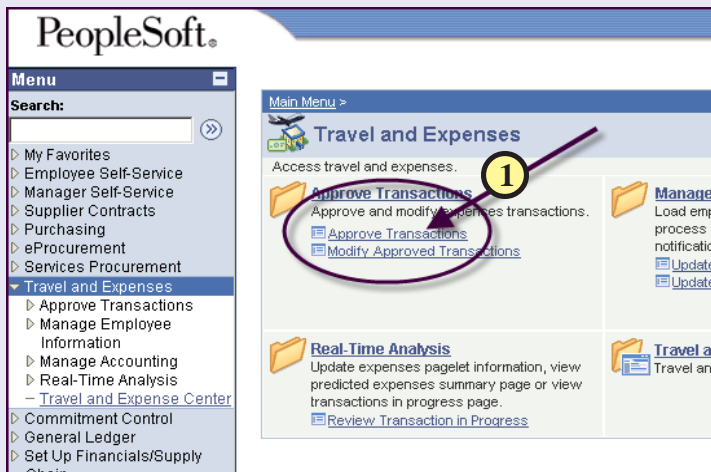 PeopleSoft®
Menu
Search:
My Favorites
Employee Self-Service
Manager Self-Service
Supplier Contracts
Purchasing
eProcurement
Services Procurement
Travel and Expenses
Approve Transactions
Manage Employee
Information
Manage Accounting
Real-Time Analysis
Travel and Expense Center
Commitment Control
General Ledger
Set Up Financials/Supply
Chain
Main Menu >
Travel and Expenses
Access travel and expenses.
1
Approve Transactions
Approve and modify expenses transactions.
Approve Transactions
Modify Approved Transactions
Manage
Load emp
process
notificatio
Update
Update
Real-Time Analysis
Update expenses pagelet information, view
predicted expenses summary page or view
transactions in progress page.
Review Transaction in Progress
Travel a
Travel an